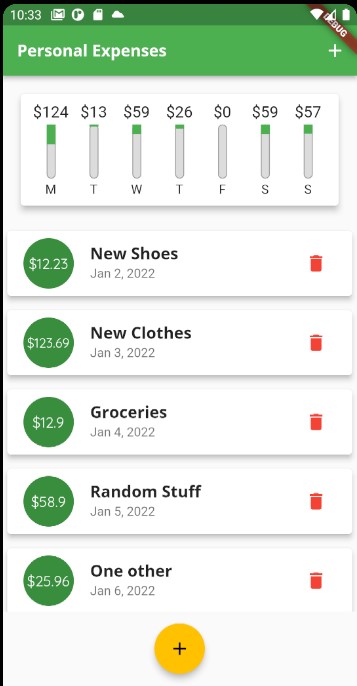 10:33
DEBUG
Personal Expenses
$124 $13 $59 $26 $0 $59 $57
M T W T F S S
$12.23
New Shoes
Jan 2, 2022
$123.69
New Clothes
Jan 3, 2022
$12.9
Groceries
Jan 4, 2022
$58.9
Random Stuff
Jan 5, 2022
$25.96
One other
Jan 6, 2022